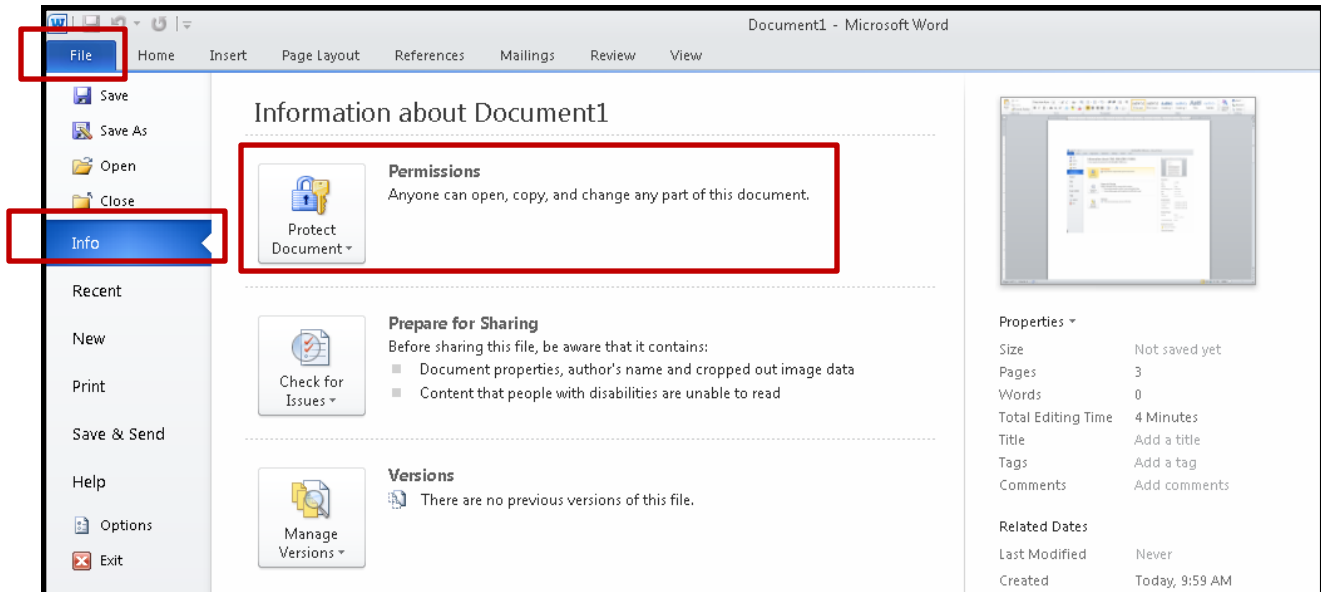 Document1 - Microsoft Word
File Home Insert Page Layout References Mailings Review View
Save
Save As
Open
Close
Info
Recent
New
Print
Save & Send
Help
Options
Exit
Information about Document1
Protect
Document
Permissions
Anyone can open, copy, and change any part of this document.
Check for
Issues
Prepare for Sharing
Before sharing this file, be aware that it contains:
Document properties, author's name and cropped out image data
Content that people with disabilities are unable to read
Manage
Versions
Versions
There are no previous versions of this file.
Properties
Size Not saved yet
Pages 3
Words 0
Total Editing Time 4 Minutes
Title Add a title
Tags Add a tag
Comments Add comments
Related Dates
Last Modified Never
Created Today, 9:59 AM